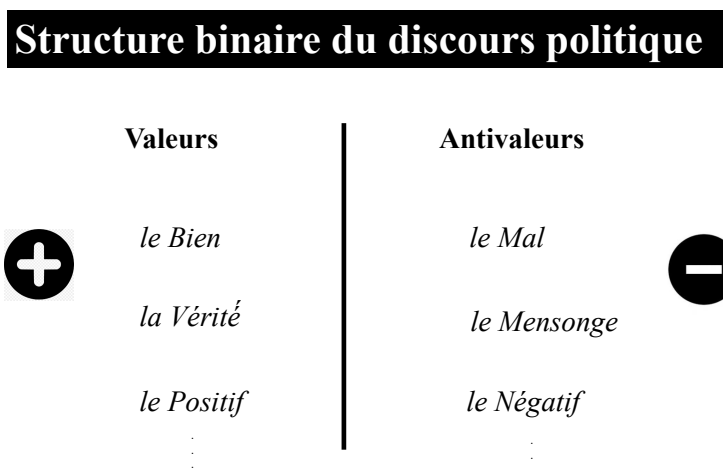 Structure binaire du discours politique
Valeurs
Antivaleurs
le Bien
le Mal
la Vérité́
le Mensonge
le Positif
le Négatif